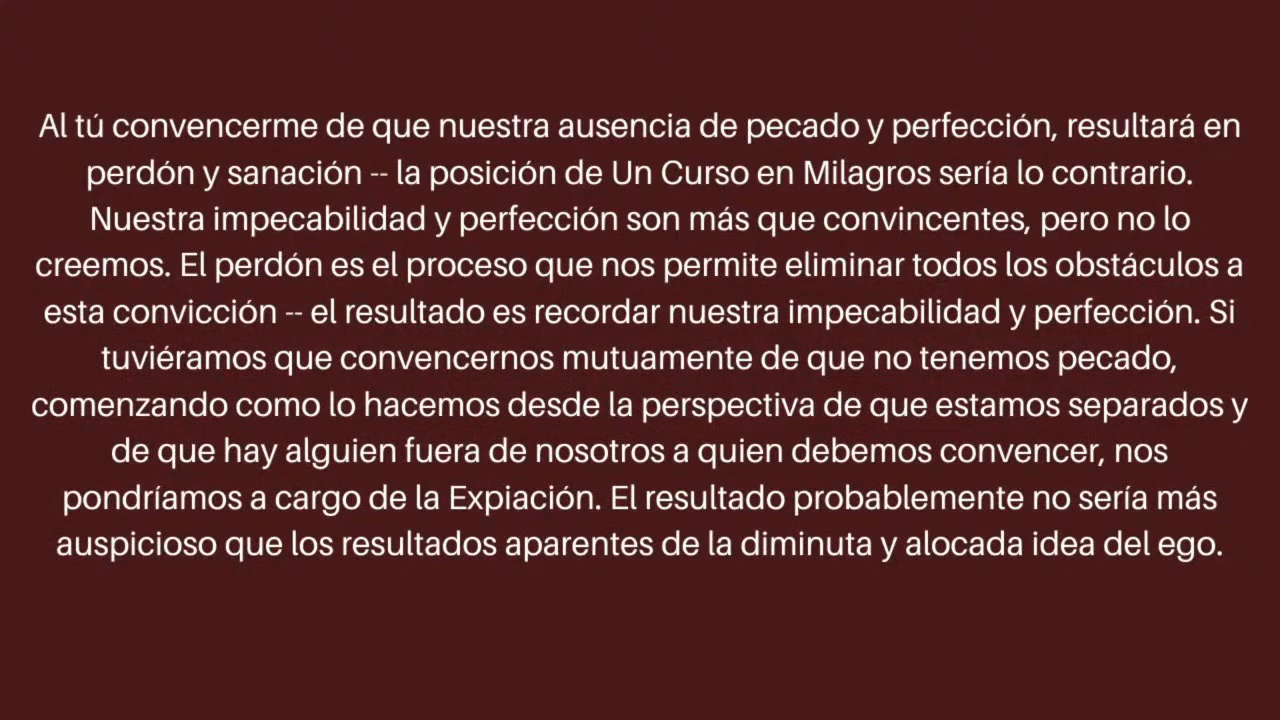 Al tú convencerme de que nuestra ausencia de pecado y perfección, resultará en
perdón y sanación -- la posición de Un Curso en Milagros sería lo contrario.
Nuestra impecabilidad y perfección son más que convincentes, pero no lo
creemos. El perdón es el proceso que nos permite eliminar todos los obstáculos a
esta convicción -- el resultado es recordar nuestra impecabilidad y perfección. Si
tuviéramos que convencernos mutuamente de que no tenemos pecado,
comenzando como lo hacemos desde la perspectiva de que estamos separados y
de que hay alguien fuera de nosotros a quien debemos convencer, nos
pondríamos a cargo de la Expiación. El resultado probablemente no sería más
auspicioso que los resultados aparentes de la diminuta y alocada idea del ego.